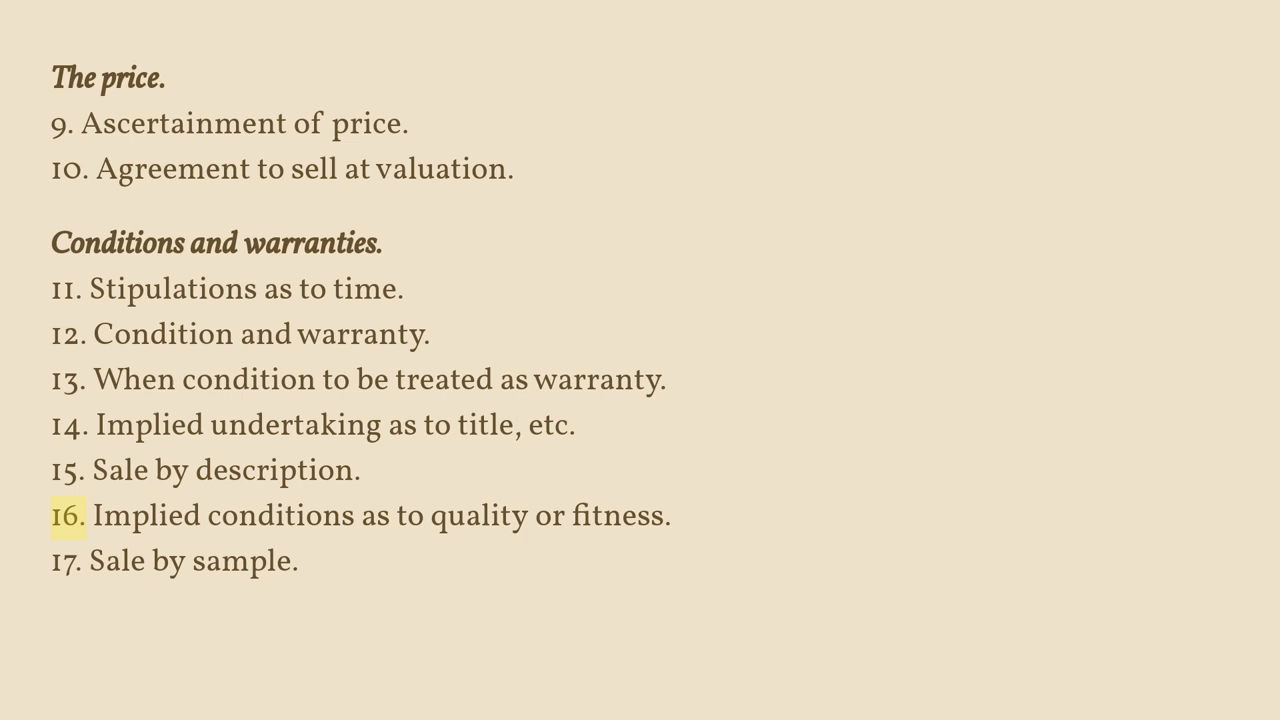 The price.
9. Ascertainment of price.
10. Agreement to sell at valuation.
Conditions and warranties.
11. Stipulations as to time.
12. Condition and warranty.
13. When condition to be treated as warranty.
14. Implied undertaking as to title, etc.
15. Sale by description.
16. Implied conditions as to quality or fitness.
17. Sale by sample.